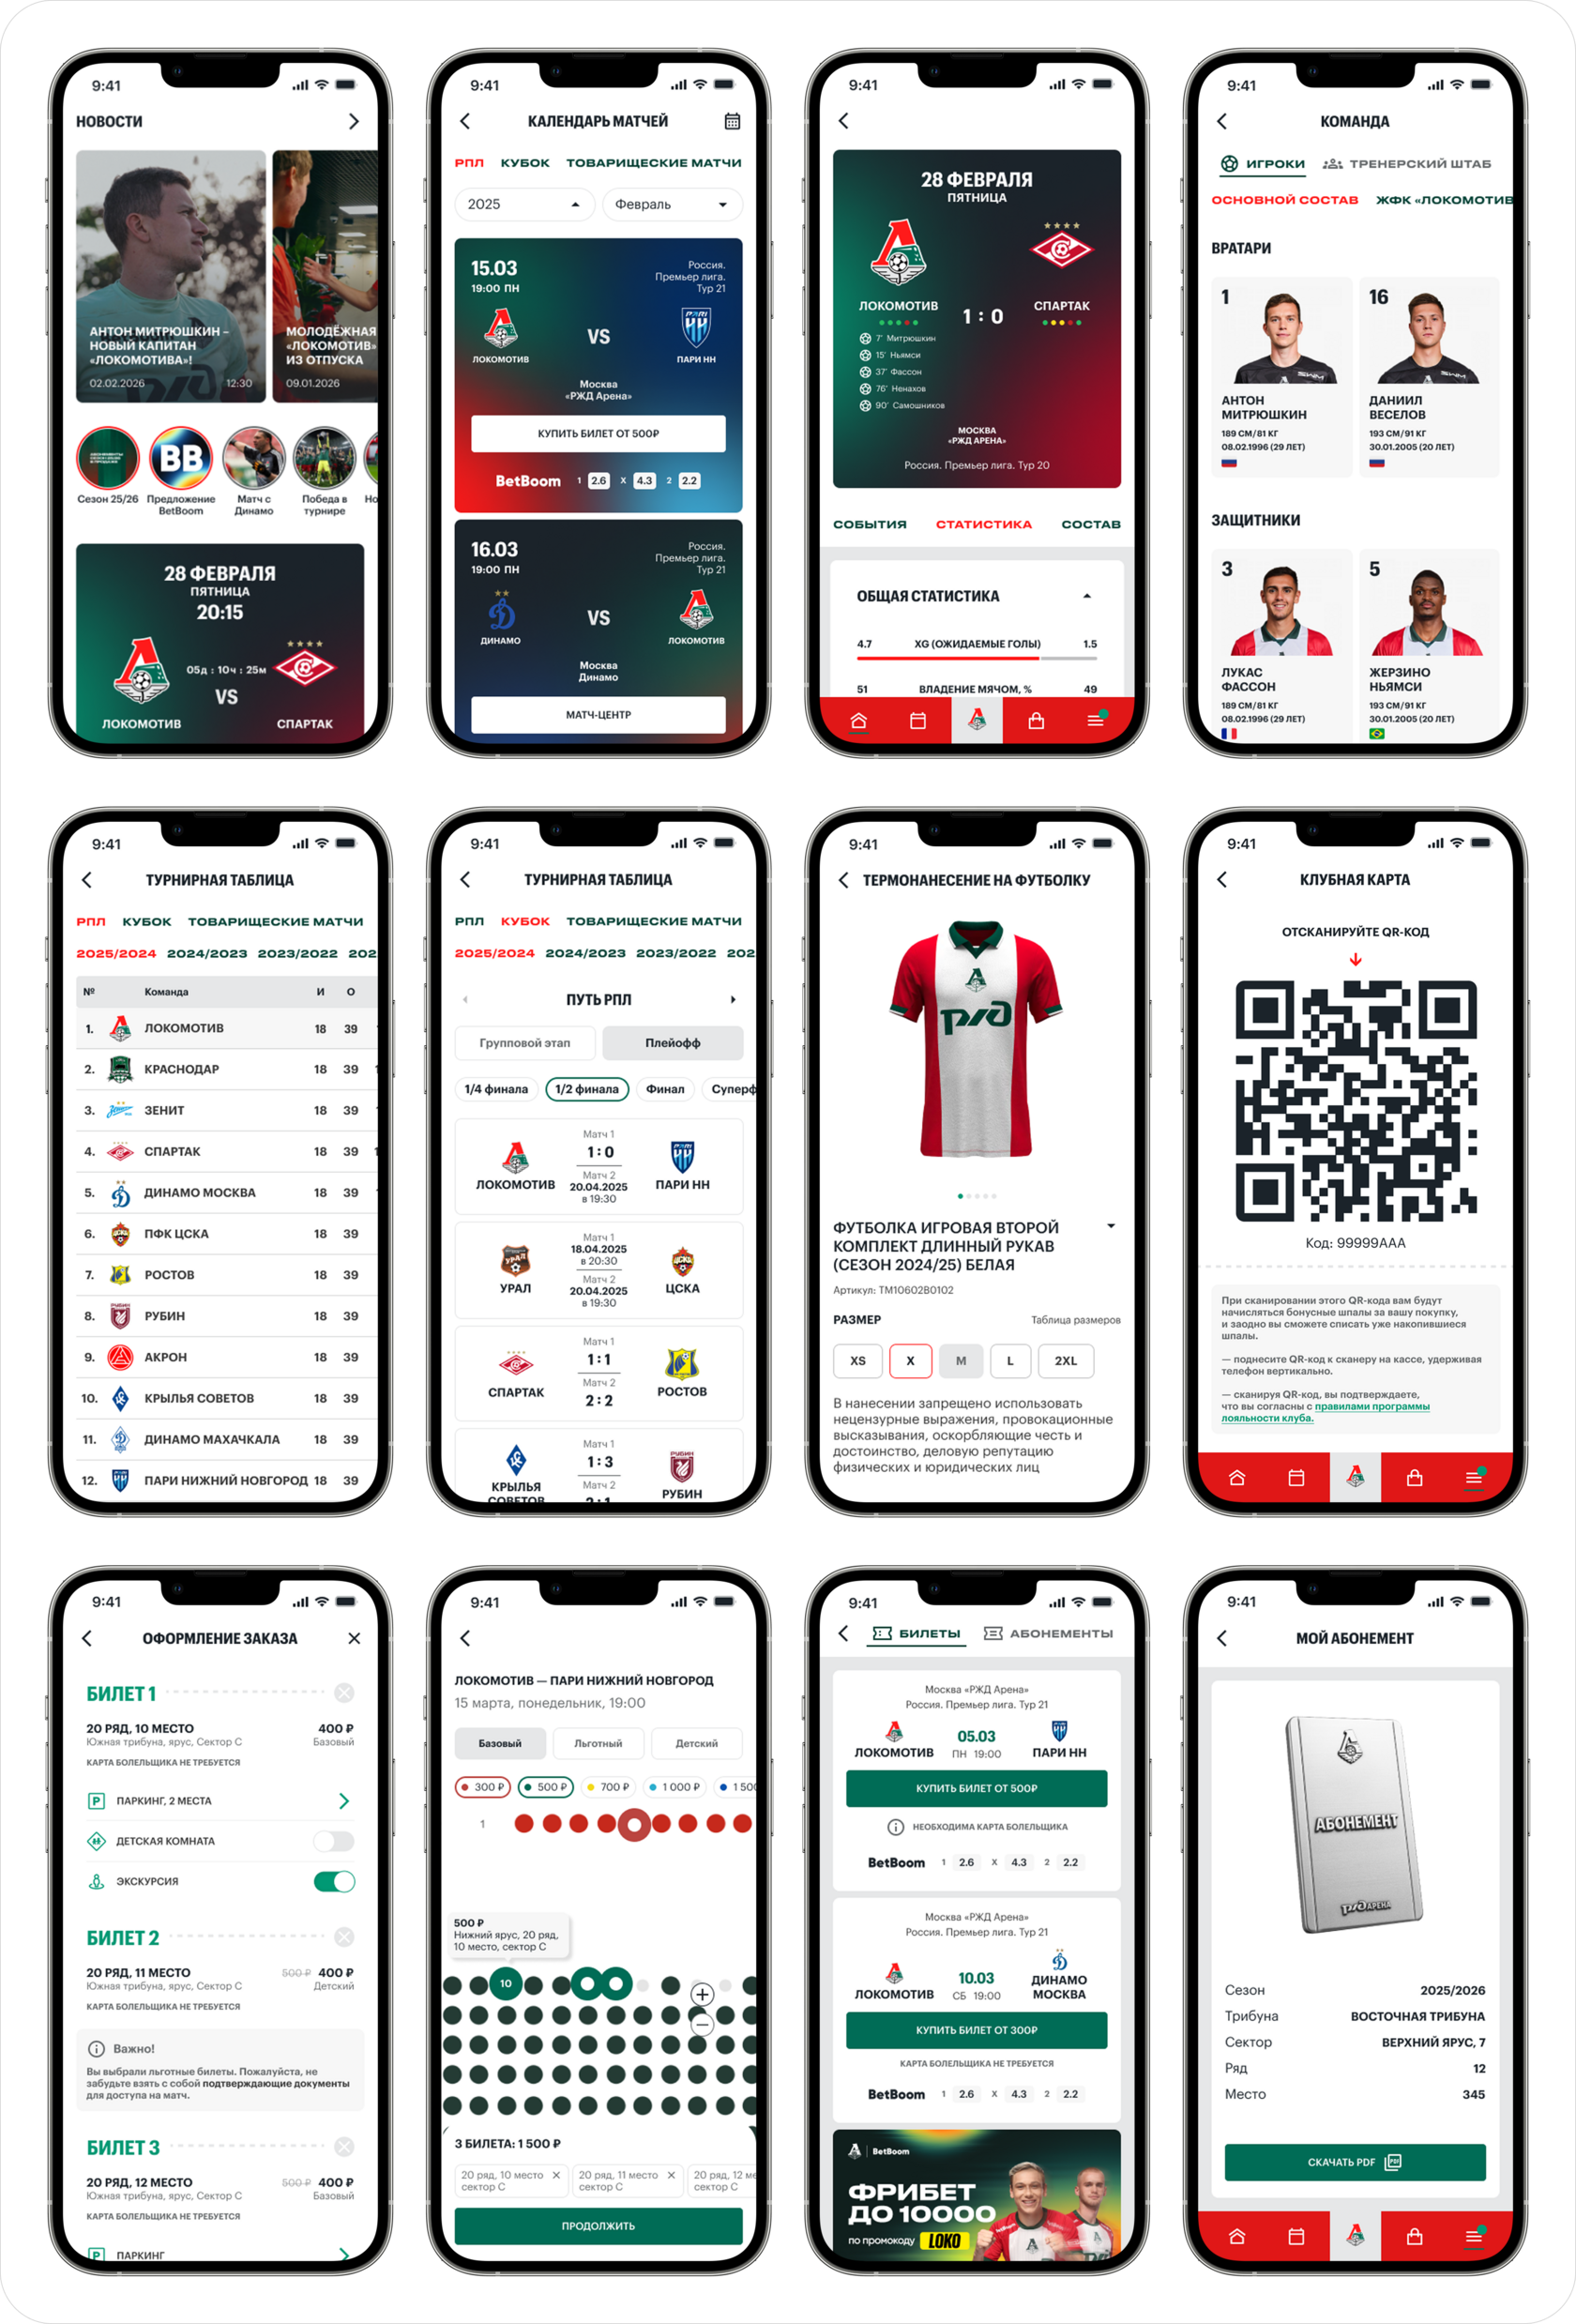 9:41
НОВОСТИ
АНТОН МИТРЮШКИН –
НОВЫЙ КАПИТАН
«ЛОКОМОТИВА»!
02.02.2026 12:30
МОЛОДЁЖНАЯ
«ЛОКОМОТИВ»
ИЗ ОТПУСКА
09.01.2026
BB
Сезон 25/26
Предложение
BetBoom
Матч с
Динамо
Победа в
турнире
Но
28 ФЕВРАЛЯ
ПЯТНИЦА
20:15
05д : 10ч : 25м
VS
ЛОКОМОТИВ СПАРТАК
9:41
КАЛЕНДАРЬ МАТЧЕЙ
РПЛ КУБОК ТОВАРИЩЕСКИЕ МАТЧИ
2025 Февраль
15.03
19:00 ПН
Россия.
Премьер лига.
Тур 21
VS
ЛОКОМОТИВ ПАРИ НН
Москва
«РЖД Арена»
КУПИТЬ БИЛЕТ ОТ 500₽
BetBoom 1 2.6 X 4.3 2 2.2
16.03
19:00 ПН
Россия.
Премьер лига.
Тур 21
VS
ДИНАМО ЛОКОМОТИВ
Москва
Динамо
МАТЧ-ЦЕНТР
9:41
28 ФЕВРАЛЯ
ПЯТНИЦА
ЛОКОМОТИВ 1 : 0 СПАРТАК
7' Митрюшкин
15' Ньямси
37' Фассон
76' Ненахов
90' Самошников
МОСКВА
«РЖД АРЕНА»
Россия. Премьер лига. Тур 20
СОБЫТИЯ СТАТИСТИКА СОСТАВ
ОБЩАЯ СТАТИСТИКА
4.7 XG (ОЖИДАЕМЫЕ ГОЛЫ) 1.5
51 ВЛАДЕНИЕ МЯЧОМ, % 49
9:41
КОМАНДА
ИГРОКИ ТРЕНЕРСКИЙ ШТАБ
ОСНОВНОЙ СОСТАВ ЖФК «ЛОКОМОТИВ
ВРАТАРИ
1
АНТОН
МИТРЮШКИН
189 СМ/81 КГ
08.02.1996 (29 ЛЕТ)
16
ДАНИИЛ
ВЕСЕЛОВ
193 СМ/91 КГ
30.01.2005 (20 ЛЕТ)
ЗАЩИТНИКИ
3
ЛУКАС
ФАССОН
189 СМ/81 КГ
08.02.1996 (29 ЛЕТ)
5
ЖЕРЗИНО
НЬЯМСИ
193 СМ/91 КГ
30.01.2005 (20 ЛЕТ)
9:41
ТУРНИРНАЯ ТАБЛИЦА
РПЛ КУБОК ТОВАРИЩЕСКИЕ МАТЧИ
2025/2024 2024/2023 2023/2022 202
№ Команда И О
1. ЛОКОМОТИВ 18 39
2. КРАСНОДАР 18 39
3. ЗЕНИТ 18 39
4. СПАРТАК 18 39
5. ДИНАМО МОСКВА 18 39
6. ПФК ЦСКА 18 39
7. РОСТОВ 18 39
8. РУБИН 18 39
9. АКРОН 18 39
10. КРЫЛЬЯ СОВЕТОВ 18 39
11. ДИНАМО МАХАЧКАЛА 18 39
12. ПАРИ НИЖНИЙ НОВГОРОД 18 39
9:41
ТУРНИРНАЯ ТАБЛИЦА
РПЛ КУБОК ТОВАРИЩЕСКИЕ МАТЧИ
2025/2024 2024/2023 2023/2022 202
ПУТЬ РПЛ
Групповой этап Плейофф
1/4 финала 1/2 финала Финал Суперф
Матч 1
1 : 0
Матч 2
20.04.2025
в 19:30
ЛОКОМОТИВ ПАРИ НН
Матч 1
18.04.2025
в 20:30
Матч 2
20.04.2025
в 19:30
УРАЛ ЦСКА
Матч 1
1 : 1
Матч 2
2 : 2
СПАРТАК РОСТОВ
Матч 1
1 : 3
Матч 2
2 : 1
КРЫЛЬЯ
СОВЕТОВ
РУБИН
9:41
ТЕРМОНАНЕСЕНИЕ НА ФУТБОЛКУ
ржд
ФУТБОЛКА ИГРОВАЯ ВТОРОЙ
КОМПЛЕКТ ДЛИННЫЙ РУКАВ
(СЕЗОН 2024/25) БЕЛАЯ
Артикул: TM10602B0102
РАЗМЕР Таблица размеров
XS X M L 2XL
В нанесении запрещено использовать
нецензурные выражения, провокационные
высказывания, оскорбляющие честь и
достоинство, деловую репутацию
физических и юридических лиц
9:41
КЛУБНАЯ КАРТА
ОТСКАНИРУЙТЕ QR-КОД
Код: 99999AAA
При сканировании этого QR-кода вам будут
начисляться бонусные шпалы за вашу покупку,
и заодно вы сможете списать уже накопившиеся
шпалы.
— поднесите QR-код к сканеру на кассе, удерживая
телефон вертикально.
— сканируя QR-код, вы подтверждаете,
что вы согласны с правилами программы
лояльности клуба.
9:41
ОФОРМЛЕНИЕ ЗАКАЗА
БИЛЕТ 1
20 РЯД, 10 МЕСТО 400 ₽
Южная трибуна, ярус, Сектор C Базовый
КАРТА БОЛЕЛЬЩИКА НЕ ТРЕБУЕТСЯ
ПАРКИНГ, 2 МЕСТА
ДЕТСКАЯ КОМНАТА
ЭКСКУРСИЯ
БИЛЕТ 2
20 РЯД, 11 МЕСТО 500 ₽ 400 ₽
Южная трибуна, ярус, Сектор C Детский
КАРТА БОЛЕЛЬЩИКА НЕ ТРЕБУЕТСЯ
Важно!
Вы выбрали льготные билеты. Пожалуйста, не
забудьте взять с собой подтверждающие документы
для доступа на матч.
БИЛЕТ 3
20 РЯД, 12 МЕСТО 500 ₽ 400 ₽
Южная трибуна, ярус, Сектор C Базовый
КАРТА БОЛЕЛЬЩИКА НЕ ТРЕБУЕТСЯ
ПАРКИНГ
9:41
ЛОКОМОТИВ — ПАРИ НИЖНИЙ НОВГОРОД
15 марта, понедельник, 19:00
Базовый Льготный Детский
300 ₽ 500 ₽ 700 ₽ 1 000 ₽ 1 500
1
500 ₽
Нижний ярус, 20 ряд,
10 место, сектор C
10
3 БИЛЕТА: 1 500 ₽
20 ряд, 10 место
сектор C
20 ряд, 11 место
сектор C
20 ряд, 12 ме
сектор C
ПРОДОЛЖИТЬ
9:41
БИЛЕТЫ АБОНЕМЕНТЫ
Москва «РЖД Арена»
Россия. Премьер лига. Тур 21
05.03
ПН 19:00
ЛОКОМОТИВ ПАРИ НН
КУПИТЬ БИЛЕТ ОТ 500₽
НЕОБХОДИМА КАРТА БОЛЕЛЬЩИКА
BetBoom 1 2.6 X 4.3 2 2.2
Москва «РЖД Арена»
Россия. Премьер лига. Тур 21
10.03
СБ 19:00
ЛОКОМОТИВ
ДИНАМО
МОСКВА
КУПИТЬ БИЛЕТ ОТ 300₽
КАРТА БОЛЕЛЬЩИКА НЕ ТРЕБУЕТСЯ
BetBoom 1 2.6 X 4.3 2 2.2
BetBoom
ФРИБЕТ
ДО 10000
по промокоду LOKO
9:41
МОЙ АБОНЕМЕНТ
АБОНЕМЕНТ
ржд АРЕНА
Сезон 2025/2026
Трибуна ВОСТОЧНАЯ ТРИБУНА
Сектор ВЕРХНИЙ ЯРУС, 7
Ряд 12
Место 345
СКАЧАТЬ PDF